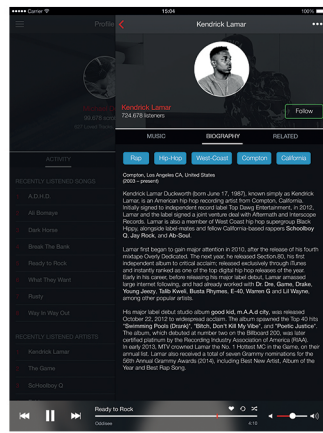 Carrier
15:04
100%
Profile
Kendrick Lamar
Kendrick Lamar
724.678 listeners
+ Follow
MUSIC
BIOGRAPHY
RELATED
Rap
Hip-Hop
West-Coast
Compton
California
Compton, Los Angeles CA, United States
(2003 – present)
Kendrick Lamar Duckworth (born June 17, 1987), known simply as Kendrick
Lamar, is an American hip hop recording artist from Compton, California.
Initially signed to independent record label Top Dawg Entertainment, in 2012,
Lamar and the label signed a joint venture deal with Aftermath and Interscope
Records. Lamar is also a member of West Coast hip hop supergroup Black
Hippy, alongside label-mates and fellow California-based rappers Schoolboy
Q, Jay Rock, and Ab-Soul.
Lamar first began to gain major attention in 2010, after the release of his fourth
mixtape Overly Dedicated. The next year, he released Section.80, his first
independent album to critical acclaim; released exclusively through iTunes
and instantly ranked as one of the top digital hip hop releases of the year.
Early in his career, before releasing his major label debut, Lamar amassed
large internet following, and had already worked with Dr. Dre, Game, Drake,
Young Jeezy, Talib Kweli, Busta Rhymes, E-40, Warren G and Lil Wayne,
among other popular artists.
His major label debut studio album good kid, m.A.A.d city, was released
October 22, 2012 to widespread acclaim. The album spawned the Top 40 hits
"Swimming Pools (Drank)", "Bitch, Don't Kill My Vibe", and "Poetic Justice".
The album, which debuted at number two on the Billboard 200, was later
certified platinum by the Recording Industry Association of America (RIAA).
In early 2013, MTV crowned Lamar the No. 1 Hottest MC in the Game, on their
annual list. Lamar also received a total of seven Grammy nominations for the
56th Annual Grammy Awards (2014), including Best New Artist, Album of the
Year and Best Rap Song.
ACTIVITY
RECENTLY LISTENED SONGS
A.D.H.D.
Ali Bomaye
Dark Horse
Break The Bank
Ready to Rock
What They Want
Rusty
Way in Way Out
RECENTLY LISTENED ARTISTS
Kendrick Lamar
The Game
ScHoolboy Q
Ready to Rock
Oddisee
4:16